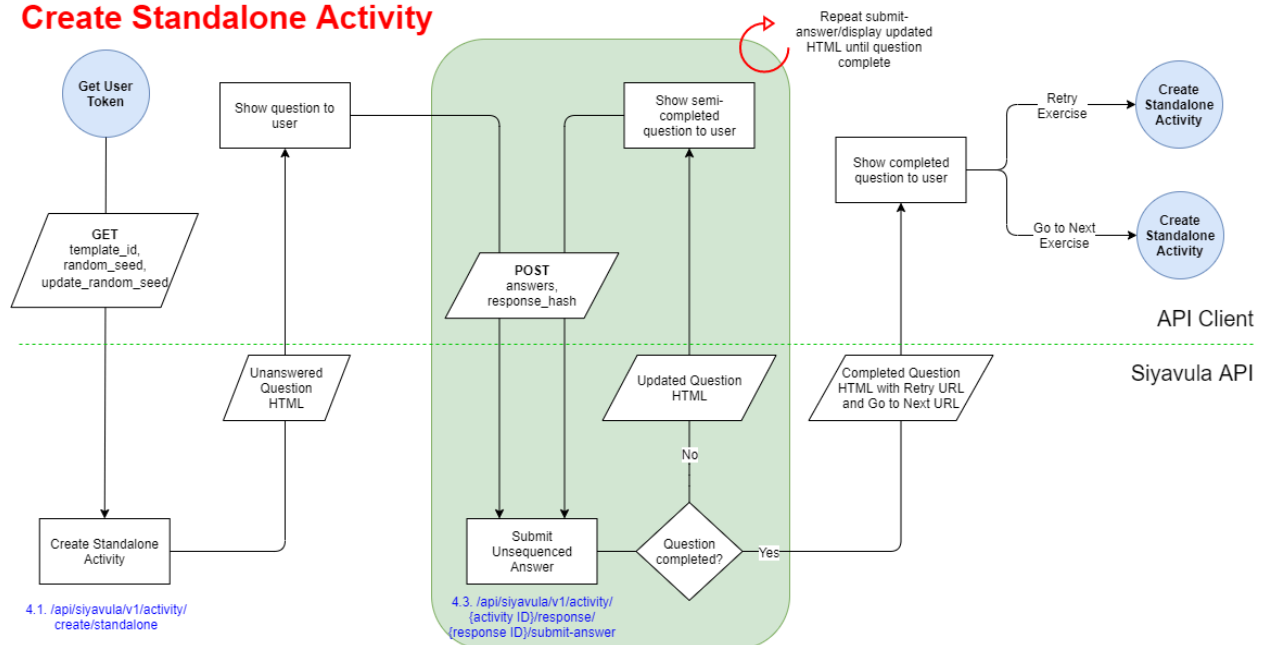 Create Standalone Activity
Get User
Token
GET
template_id,
random_seed,
update_random_seed
Create Standalone
Activity
4.1. /api/siyavula/v1/activity/
create/standalone
Show question to
user
Unanswered
Question
HTML
Repeat submit-
answer/display updated
HTML until question
complete
Show semi-
completed
question to user
POST
answers,
response_hash
Updated Question
HTML
No
Submit
Unsequenced
Answer
Question
completed?
Yes
4.3. /api/siyavula/v1/activity/
{activity ID}/response/
{response ID}/submit-answer
Completed Question
HTML with Retry URL
and Go to Next URL
Show completed
question to user
Retry
Exercise
Create
Standalone
Activity
Go to Next
Exercise
Create
Standalone
Activity
API Client
Siyavula API